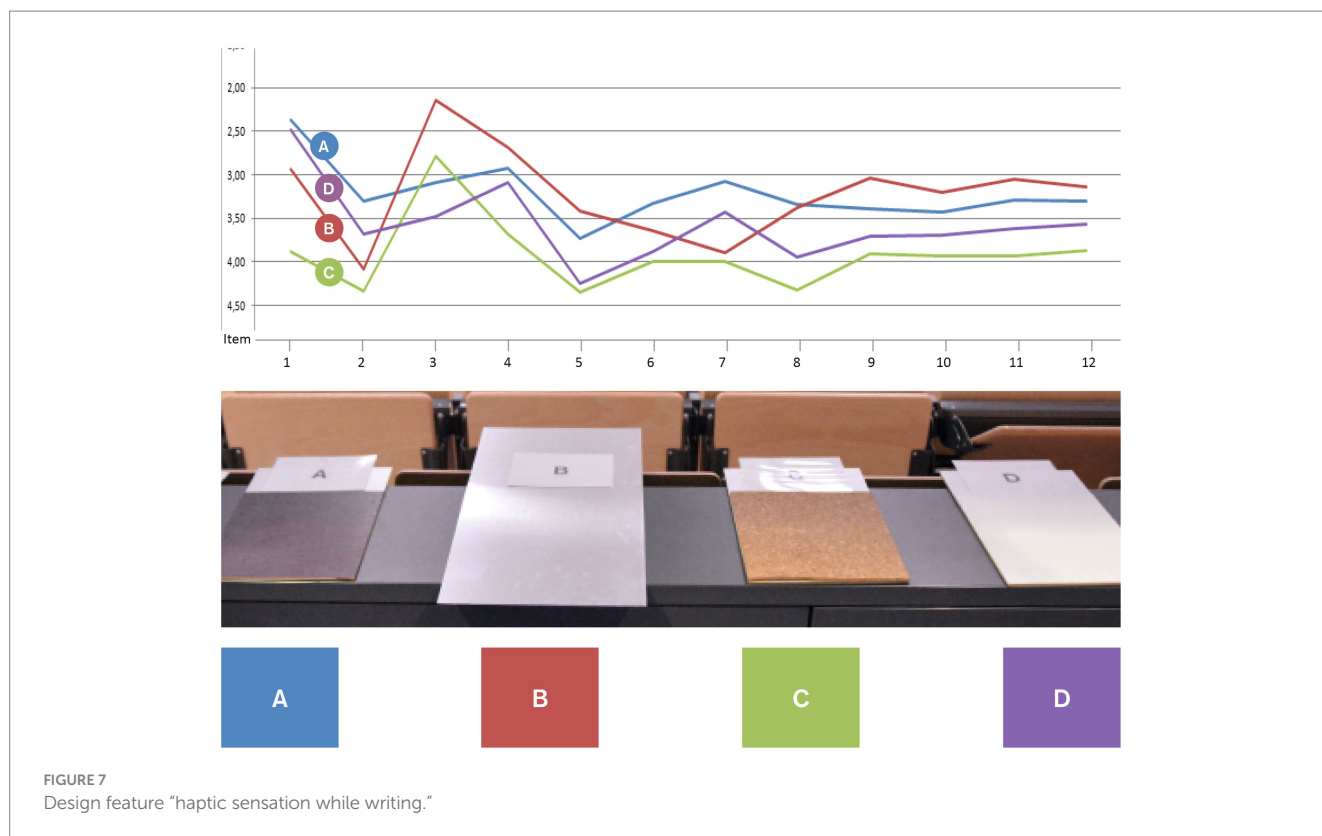 2,00
2,50
A
3,00
D
3,50
B
4,00
C
4,50
Item
1 2 3 4 5 6 7 8 9 10 11 12
A B D
A B C D
FIGURE 7
Design feature “haptic sensation while writing.”